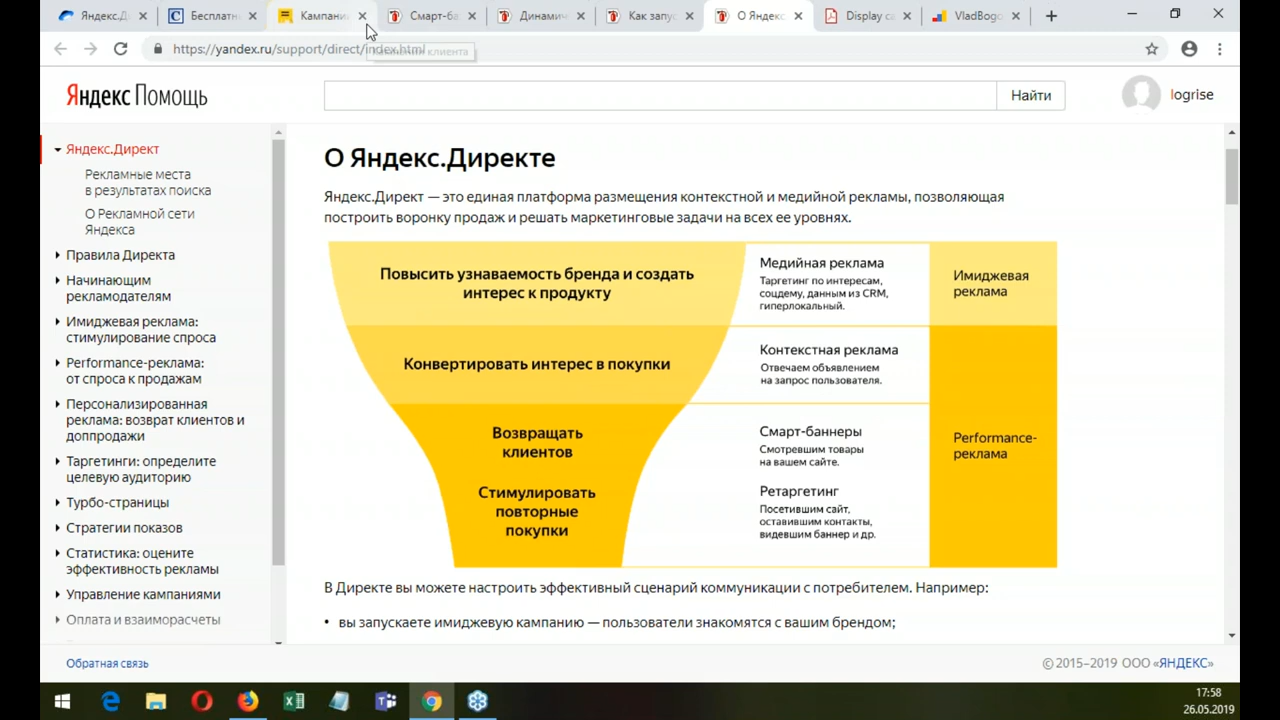 Яндекс.Д
Бесплатн
Кампани
Смарт-ба
Динамич
Как запус
О Яндекс
Display ca
VladBogo
https://yandex.ru/support/direct/index.html
Яндекс Помощь
Найти
logrise
Яндекс.Директ
Рекламные места
в результатах поиска
О Рекламной сети
Яндекса
Правила Директа
Начинающим
рекламодателям
Имиджевая реклама:
стимулирование спроса
Performance-реклама:
от спроса к продажам
Персонализированная
реклама: возврат клиентов и
допродажи
Таргетинги: определите
целевую аудиторию
Турбо-страницы
Стратегии показов
Статистика: оцените
эффективность рекламы
Управление кампаниями
Оплата и взаиморасчеты
О Яндекс.Директе
Яндекс.Директ — это единая платформа размещения контекстной и медийной рекламы, позволяющая
построить воронку продаж и решать маркетинговые задачи на всех ее уровнях.
Повысить узнаваемость бренда и создать
интерес к продукту
Медийная реклама
Таргетинг по интересам,
соцдему, данным из CRM,
гиперлокальный.
Имиджевая
реклама
Конвертировать интерес в покупки
Контекстная реклама
Отвечаем объявлением
на запрос пользователя.
Возвращать
клиентов
Смарт-баннеры
Смотревшим товары
на вашем сайте.
Performance-
реклама
Стимулировать
повторные
покупки
Ретаргетинг
Посетившим сайт,
оставившим контакты,
видевшим баннер и др.
В Директе вы можете настроить эффективный сценарий коммуникации с потребителем. Например:
• вы запускаете имиджевую кампанию — пользователи знакомятся с вашим брендом;
Обратная связь
© 2015–2019 ООО «ЯНДЕКС»
17:58
26.05.2019